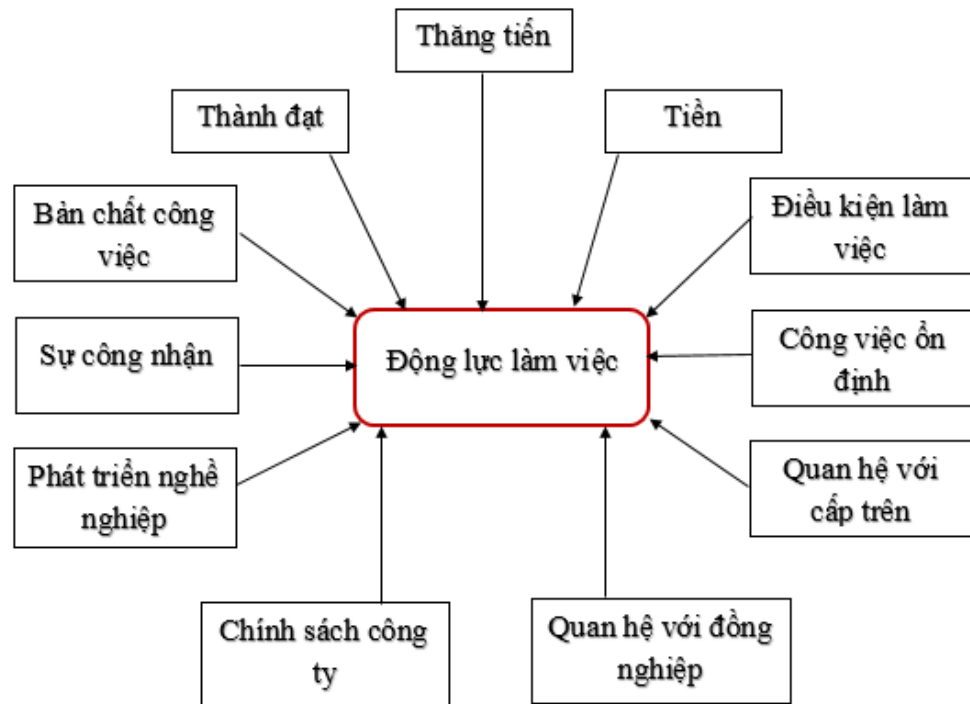 Thăng tiến
Thành đạt
Tiền
Bản chất công
việc
Điều kiện làm
việc
Sự công nhận
Động lực làm việc
Công việc ổn
định
Phát triển nghề
nghiệp
Quan hệ với
cấp trên
Chính sách công
ty
Quan hệ với đồng
nghiệp